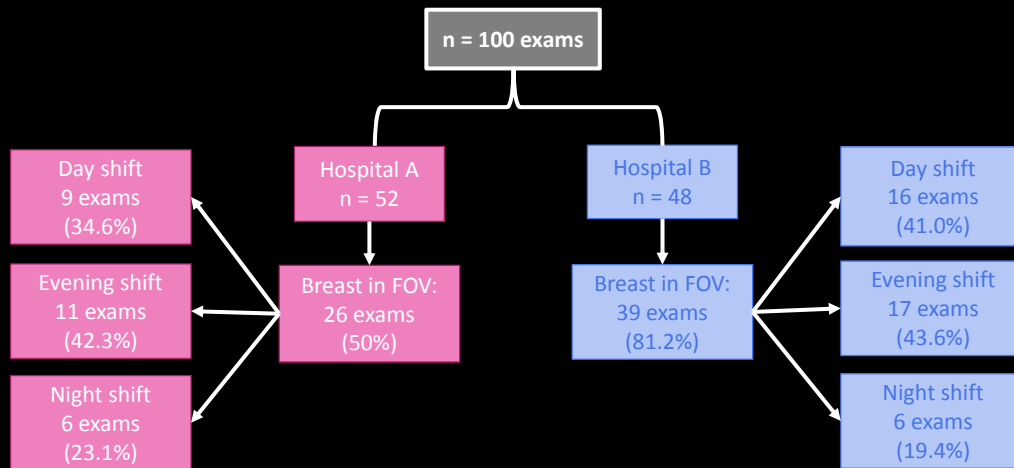 n = 100 exams
Hospital A
n = 52
Hospital B
n = 48
Day shift
9 exams
(34.6%)
Evening shift
11 exams
(42.3%)
Night shift
6 exams
(23.1%)
Breast in FOV:
26 exams
(50%)
Breast in FOV:
39 exams
(81.2%)
Day shift
16 exams
(41.0%)
Evening shift
17 exams
(43.6%)
Night shift
6 exams
(19.4%)